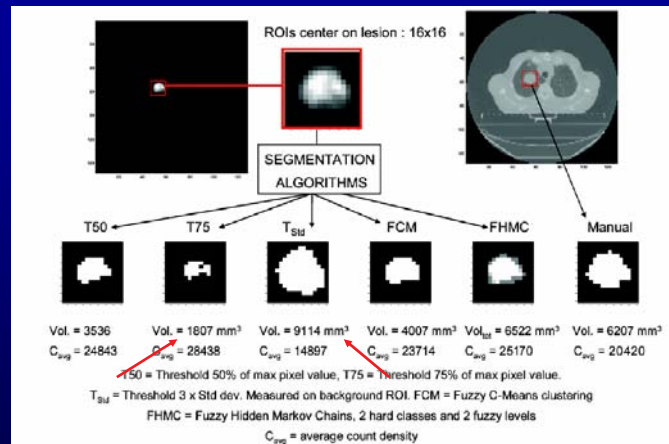 ROIs center on lesion : 16x16
SEGMENTATION
ALGORITHMS
T50 T75 TStd FCM FHMC Manual
Vol. = 3536 Vol. = 1807 mm³ Vol. = 9114 mm³ Vol. = 4007 mm³ Voltot = 6522 mm³ Vol. = 6207 mm³
Cavg = 24843 Cavg = 28438 Cavg = 14897 Cavg = 23714 Cavg = 25170 Cavg = 20420
T50 = Threshold 50% of max pixel value, T75 = Threshold 75% of max pixel value.
TStd = Threshold 3 x Std dev. Measured on background ROI. FCM = Fuzzy C-Means clustering
FHMC = Fuzzy Hidden Markov Chains, 2 hard classes and 2 fuzzy levels
Cavg = average count density